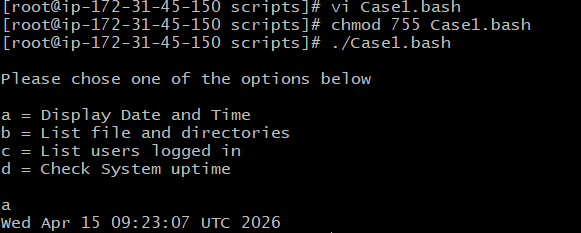 [root@ip-172-31-45-150 scripts]# vi Case1.bash
[root@ip-172-31-45-150 scripts]# chmod 755 Case1.bash
[root@ip-172-31-45-150 scripts]# ./Case1.bash
Please chose one of the options below
a = Display Date and Time
b = List file and directories
c = List users logged in
d = Check System uptime
a
Wed Apr 15 09:23:07 UTC 2026